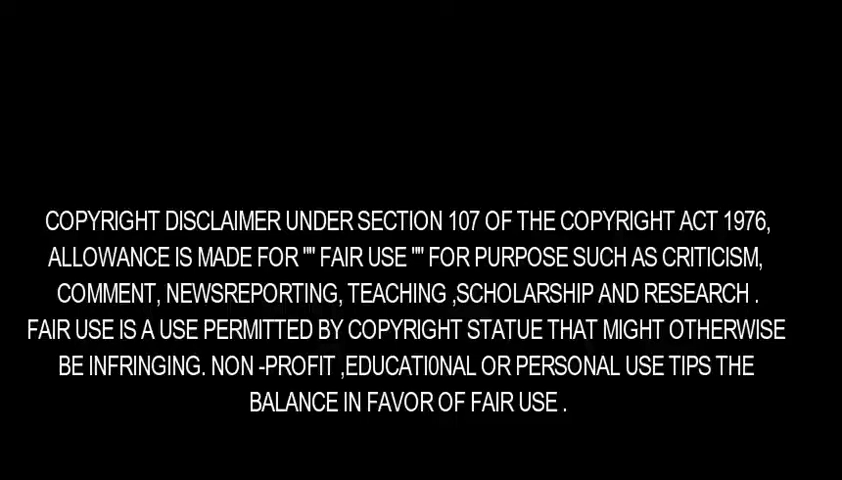 COPYRIGHT DISCLAIMER UNDER SECTION 107 OF THE COPYRIGHT ACT 1976,
ALLOWANCE IS MADE FOR "" FAIR USE "" FOR PURPOSE SUCH AS CRITICISM,
COMMENT, NEWSREPORTING, TEACHING ,SCHOLARSHIP AND RESEARCH .
FAIR USE IS A USE PERMITTED BY COPYRIGHT STATUE THAT MIGHT OTHERWISE
BE INFRINGING. NON -PROFIT ,EDUCATI0NAL OR PERSONAL USE TIPS THE
BALANCE IN FAVOR OF FAIR USE .